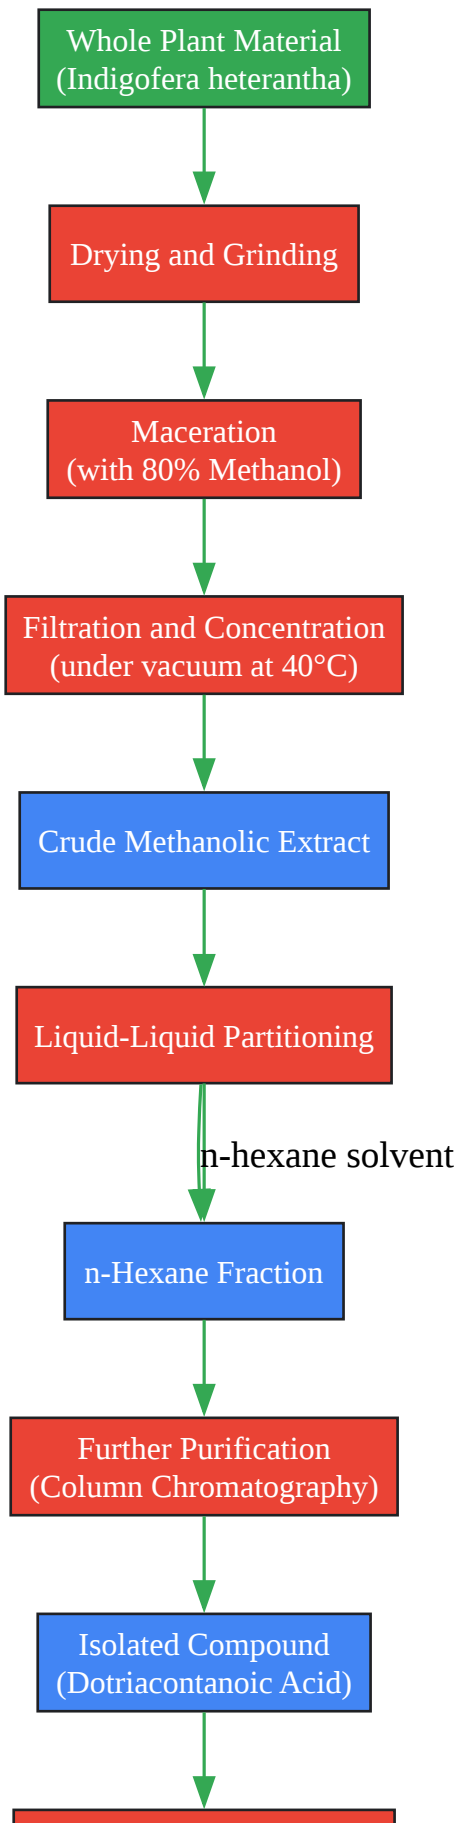 Whole Plant Material
(Indigofera heterantha)
Drying and Grinding
Maceration
(with 80% Methanol)
Filtration and Concentration
(under vacuum at 40°C)
Crude Methanolic Extract
Liquid-Liquid Partitioning
n-hexane solvent
n-Hexane Fraction
Further Purification
(Column Chromatography)
Isolated Compound
(Dotriacontanoic Acid)